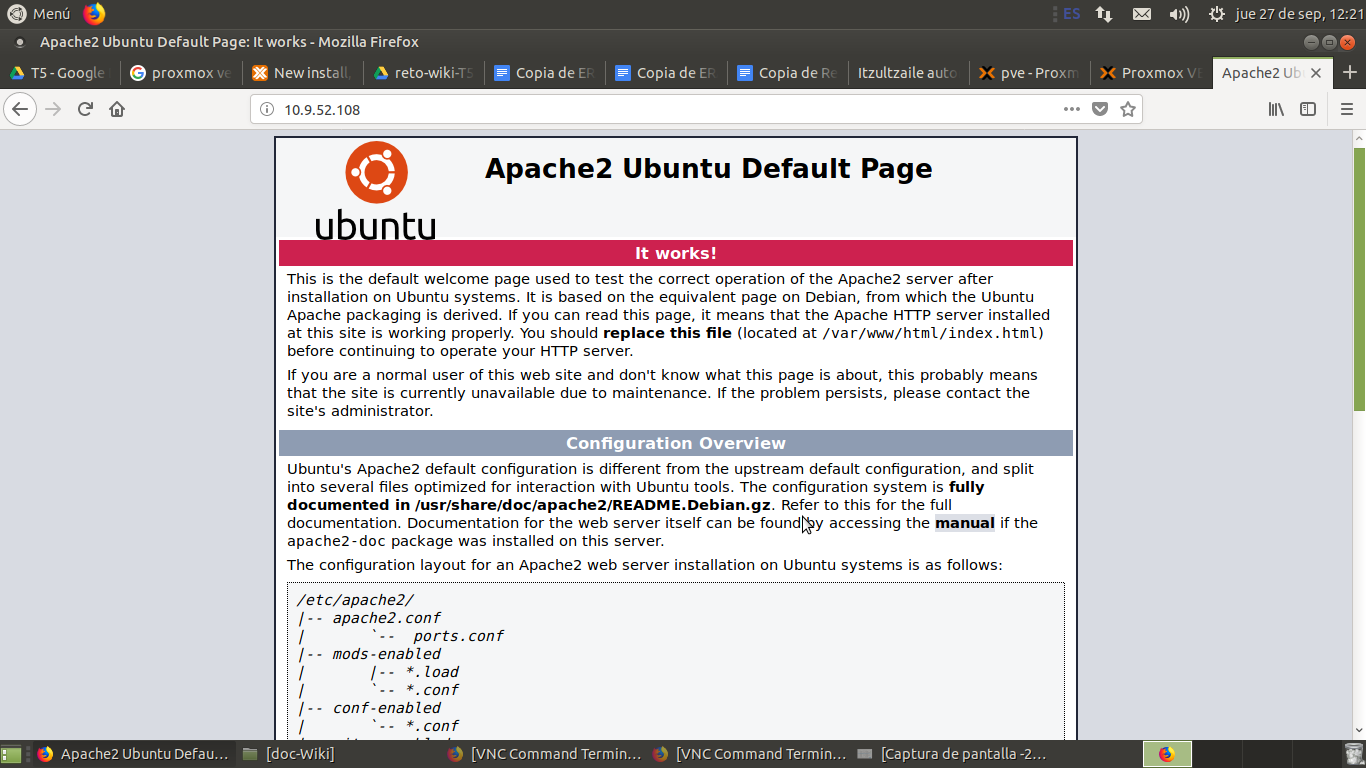 Menú
ES
jue 27 de sep, 12:21
Apache2 Ubuntu Default Page: It works - Mozilla Firefox
T5 - Google
proxmox ve
New install,
reto-wiki-T5
Copia de ER
Copia de ER
Copia de Re
Itzultzaile auto
pve - Proxm
Proxmox VE
Apache2 Ub
10.9.52.108
ubuntu
Apache2 Ubuntu Default Page
It works!
This is the default welcome page used to test the correct operation of the Apache2 server after
installation on Ubuntu systems. It is based on the equivalent page on Debian, from which the Ubuntu
Apache packaging is derived. If you can read this page, it means that the Apache HTTP server installed
at this site is working properly. You should replace this file (located at /var/www/html/index.html)
before continuing to operate your HTTP server.
If you are a normal user of this web site and don't know what this page is about, this probably means
that the site is currently unavailable due to maintenance. If the problem persists, please contact the
site's administrator.
Configuration Overview
Ubuntu's Apache2 default configuration is different from the upstream default configuration, and split
into several files optimized for interaction with Ubuntu tools. The configuration system is fully
documented in /usr/share/doc/apache2/README.Debian.gz. Refer to this for the full
documentation. Documentation for the web server itself can be found by accessing the manual if the
apache2-doc package was installed on this server.
The configuration layout for an Apache2 web server installation on Ubuntu systems is as follows:
/etc/apache2/
|-- apache2.conf
|       `--  ports.conf
|-- mods-enabled
|       |-- *.load
|       `-- *.conf
|-- conf-enabled
|       `-- *.conf
Apache2 Ubuntu Defau...
[doc-Wiki]
[VNC Command Termin...
[VNC Command Termin...
[Captura de pantalla -2...